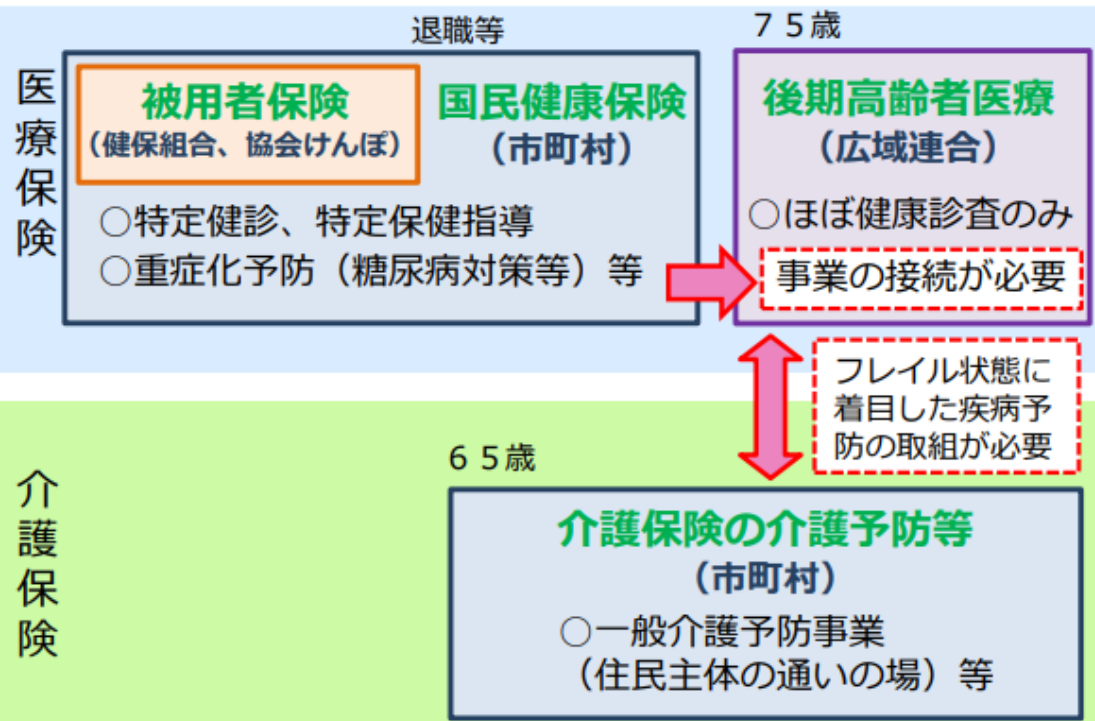 医療保険
退職等
被用者保険
（健保組合、協会けんぽ）
国民健康保険
（市町村）
○特定健診、特定保健指導
○重症化予防（糖尿病対策等）等
７５歳
後期高齢者医療
（広域連合）
○ほぼ健康診査のみ
事業の接続が必要
フレイル状態に
着目した疾病予
防の取組が必要
介護保険
６５歳
介護保険の介護予防等
（市町村）
○一般介護予防事業
（住民主体の通いの場）等